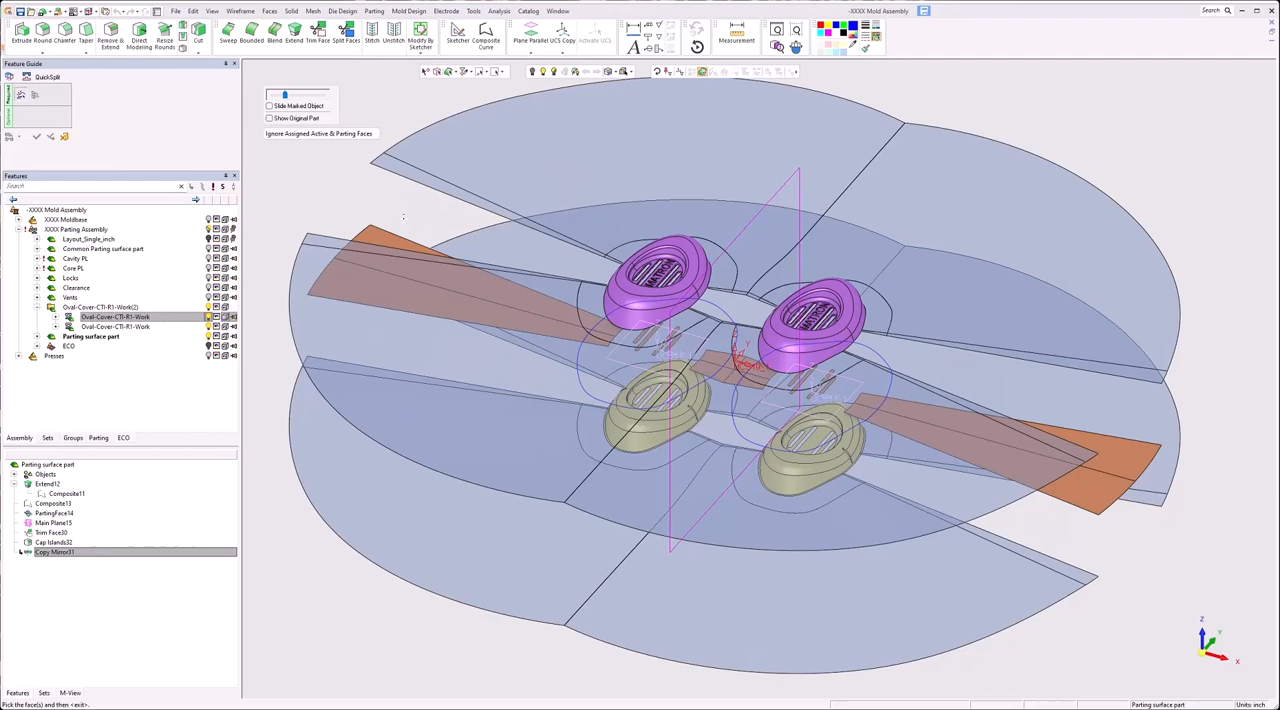 File Edit View Wireframe Faces Solid Mesh Die Design Parting Mold Design Electrode Tools Analysis Catalog Window
-XXXX Mold Assembly
Search
Extrude Round Chamfer Taper Remove & Extend Direct Modeling Resize Rounds Cut Sweep Bounded Blend Extend Trim Face Split Faces Stitch Unstitch Modify By Sketcher Sketcher Composite Curve Plane Parallel UCS Copy Activate UCS Measurement
Feature Guide
QuickSplit
Required
Optional
Slide Marked Object
Show Original Part
Ignore Assigned Active & Parting Faces
Features
Search
-XXXX Mold Assembly
XXXX Moldbase
XXXX Parting Assembly
Layout_Single_inch
Common Parting surface part
Cavity PL
Core PL
Locks
Clearance
Vents
Oval-Cover-CTI-R1-Work(2)
Oval-Cover-CTI-R1-Work
Oval-Cover-CTI-R1-Work
Parting surface part
ECO
Presses
Assembly Sets Groups Parting ECO
Parting surface part
Objects
Extend12
Composite11
Composite13
PartingFace14
Main Plane15
Trim Face30
Cap Islands32
Copy Mirror31
Features Sets M-View
Pick the face(s) and then <exit>.
Parting surface part
Units: inch
Z
Y
X